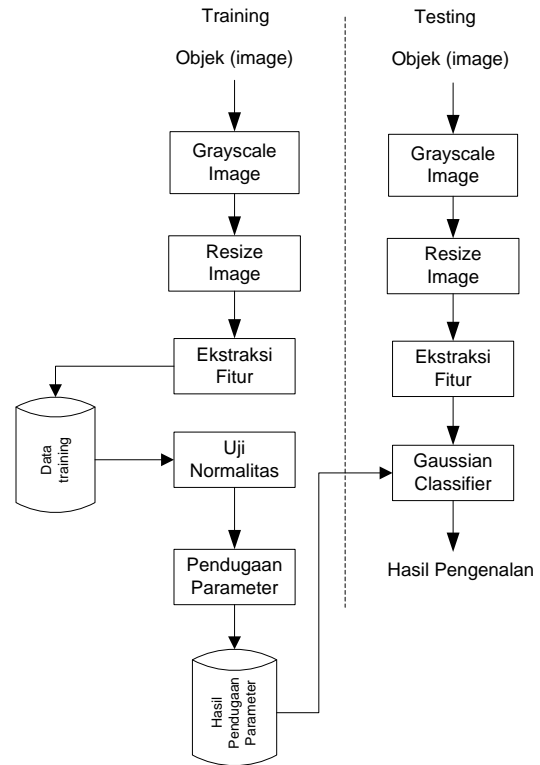 Training
Objek (image)
Grayscale
Image
Resize
Image
Ekstraksi
Fitur
Data
training
Uji
Normalitas
Pendugaan
Parameter
Hasil
Pendugaan
Parameter
Testing
Objek (image)
Grayscale
Image
Resize
Image
Ekstraksi
Fitur
Gaussian
Classifier
Hasil Pengenalan